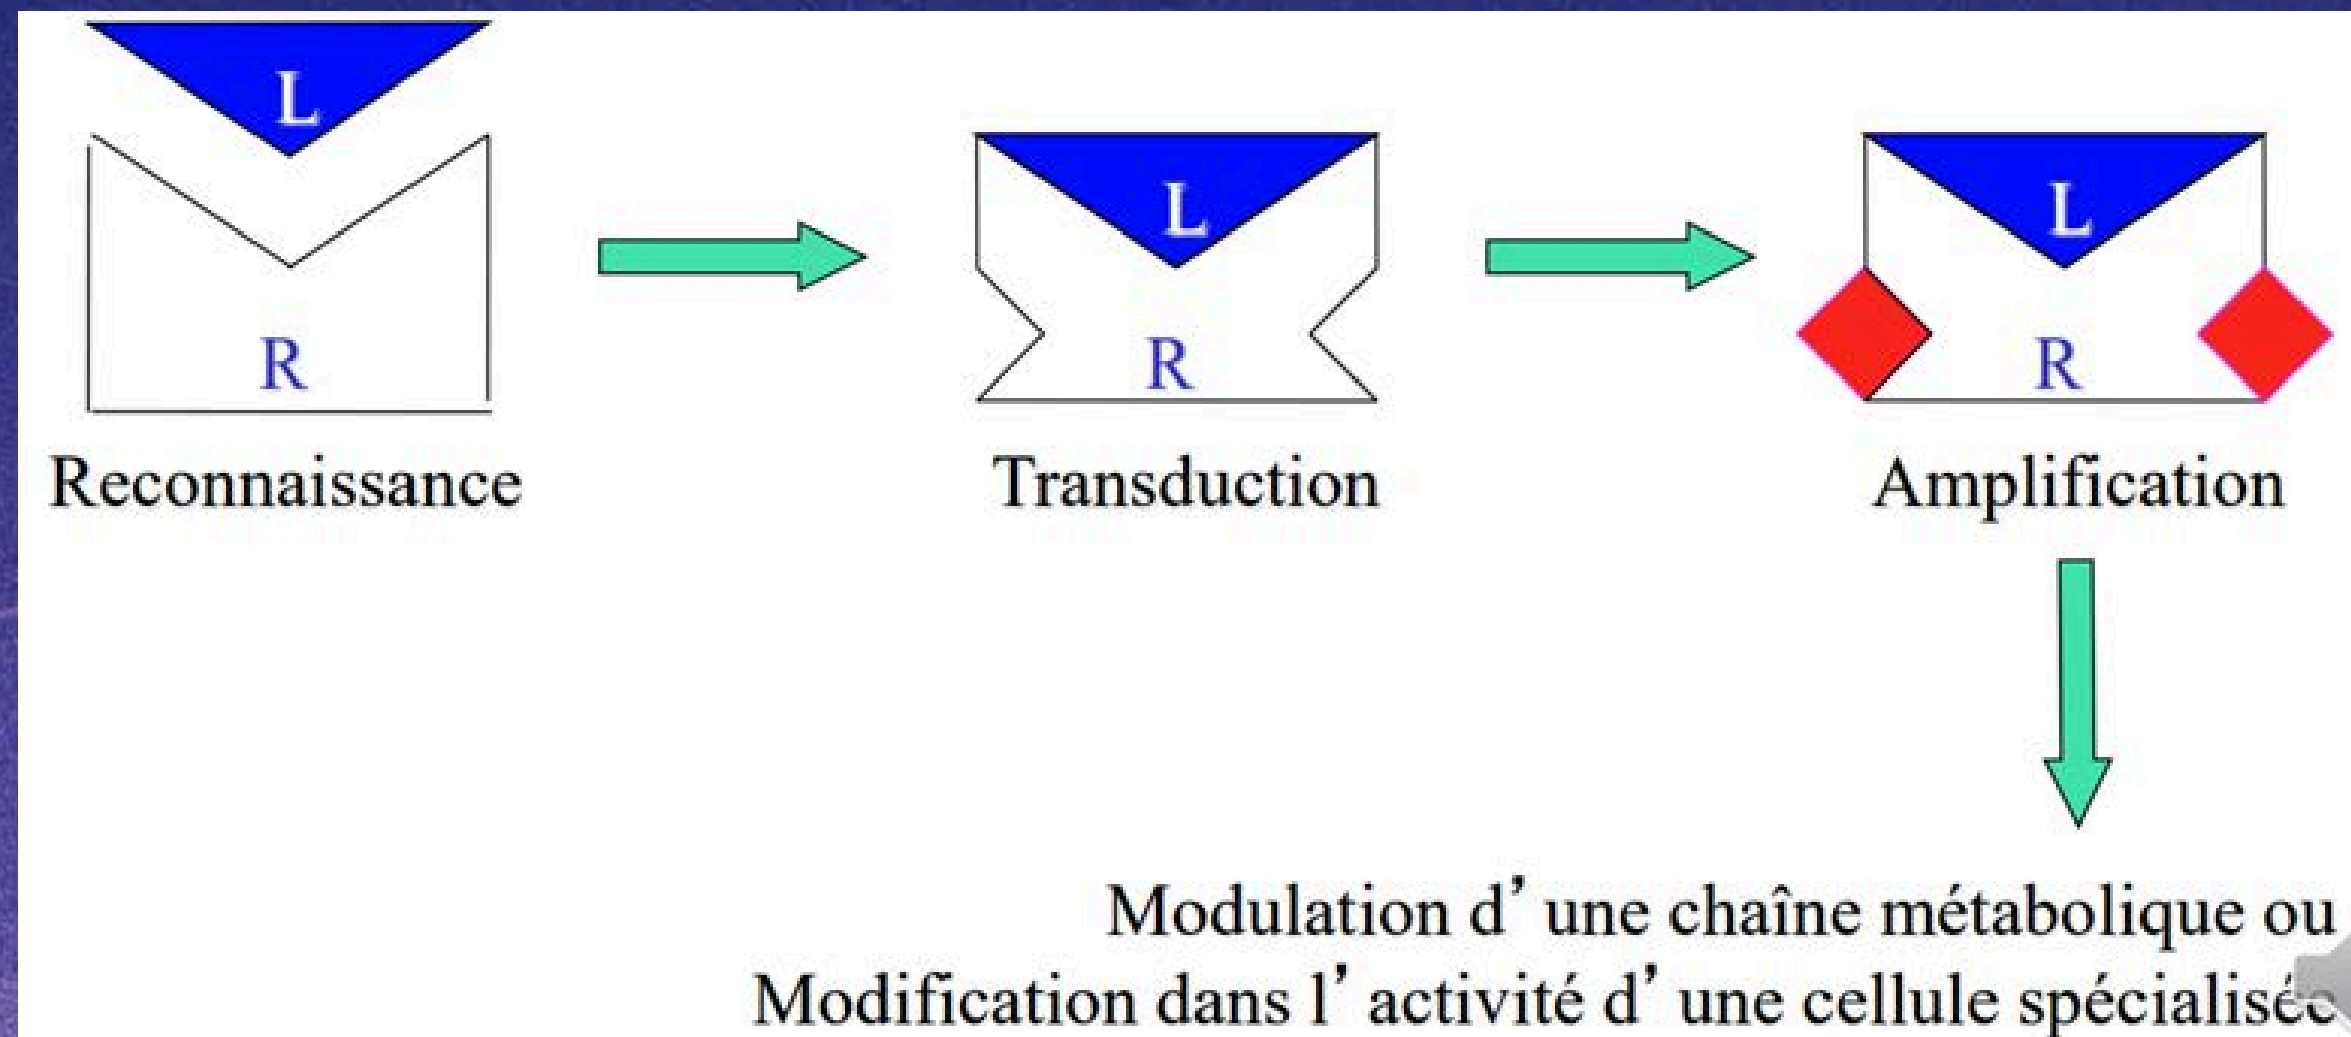 L
R
Reconnaissance
L
R
Transduction
L
R
Amplification
Modulation d’ une chaîne métabolique ou
Modification dans l’ activité d’ une cellule spécialisée